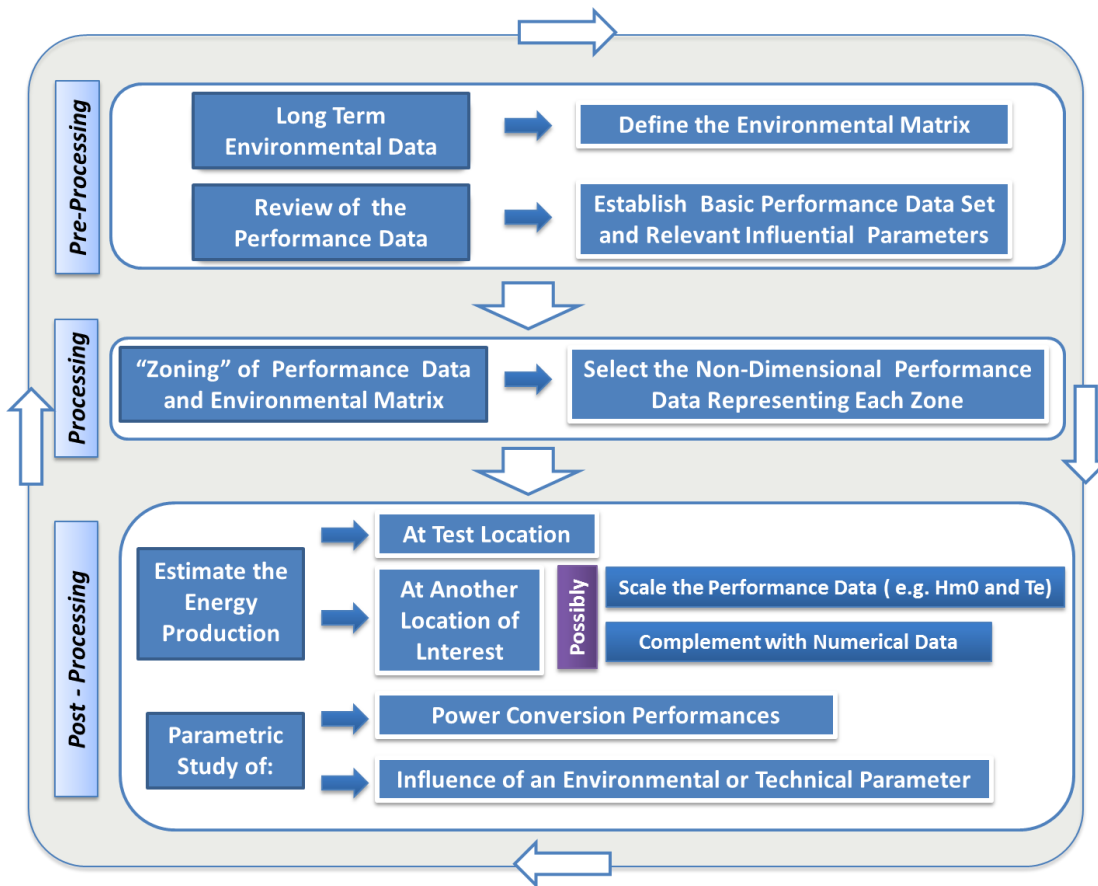 Pre-Processing
Long Term
Environmental Data
Define the Environmental Matrix
Review of the
Performance Data
Establish Basic Performance Data Set
and Relevant Influential Parameters
Processing
“Zoning” of Performance Data
and Environmental Matrix
Select the Non-Dimensional Performance
Data Representing Each Zone
Post - Processing
Estimate the
Energy
Production
At Test Location
At Another
Location of
Lnterest
Possibly
Scale the Performance Data ( e.g. Hm0 and Te)
Complement with Numerical Data
Parametric
Study of:
Power Conversion Performances
Influence of an Environmental or Technical Parameter